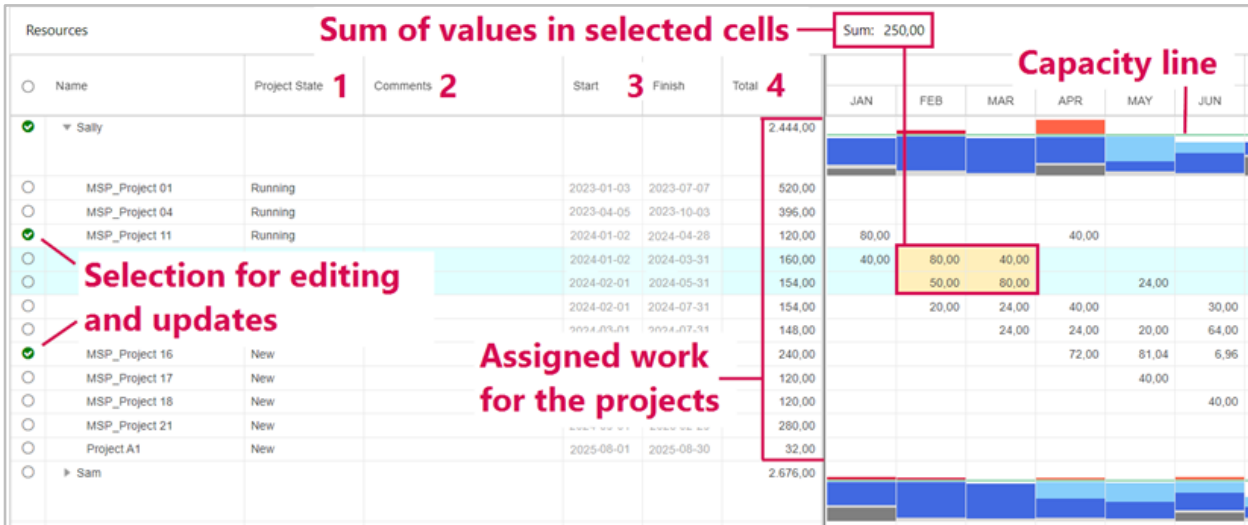 Resources
Sum of values in selected cells
Sum: 250,00
Capacity line
Name Project State 1 Comments 2 Start 3 Finish Total 4
JAN FEB MAR APR MAY JUN
Sally 2.444,00
MSP_Project 01 Running 2023-01-03 2023-07-07 520,00
MSP_Project 04 Running 2023-04-05 2023-10-03 396,00
MSP_Project 11 Running 2024-01-02 2024-04-28 120,00 80,00 40,00
2024-01-02 2024-03-31 160,00 40,00 80,00 40,00
Selection for editing
2024-02-01 2024-05-31 154,00 50,00 80,00 24,00
2024-02-01 2024-07-31 154,00 20,00 24,00 40,00 30,00
and updates
2024-03-01 2024-07-31 148,00 24,00 24,00 20,00 64,00
MSP_Project 16 New 240,00 72,00 81,04 6,96
Assigned work
MSP_Project 17 New 120,00 40,00
for the projects
MSP_Project 18 New 120,00 40,00
MSP_Project 21 New 280,00
Project A1 New 2025-08-01 2025-08-30 32,00
Sam 2.676,00